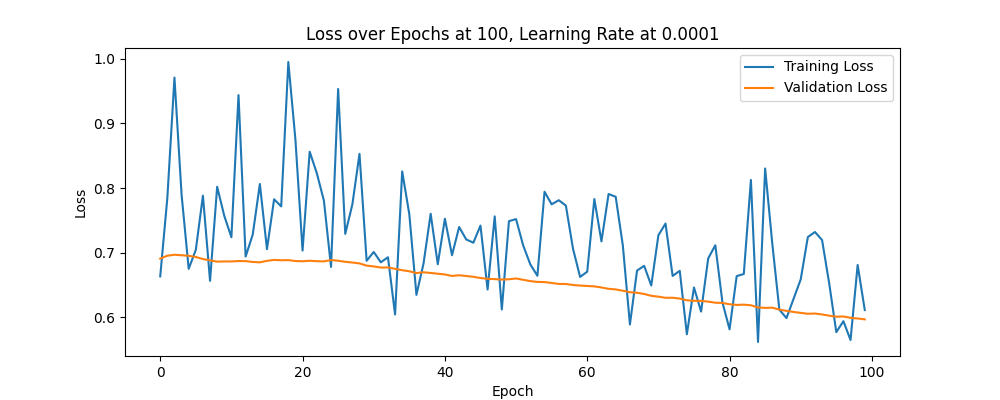 Loss over Epochs at 100, Learning Rate at 0.0001
Training Loss
Validation Loss
Loss
1.0
0.9
0.8
0.7
0.6
0 20 40 60 80 100
Epoch